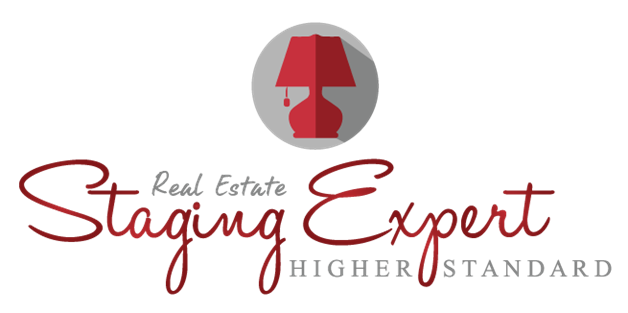 Real Estate
Staging Expert
HIGHER STANDARD